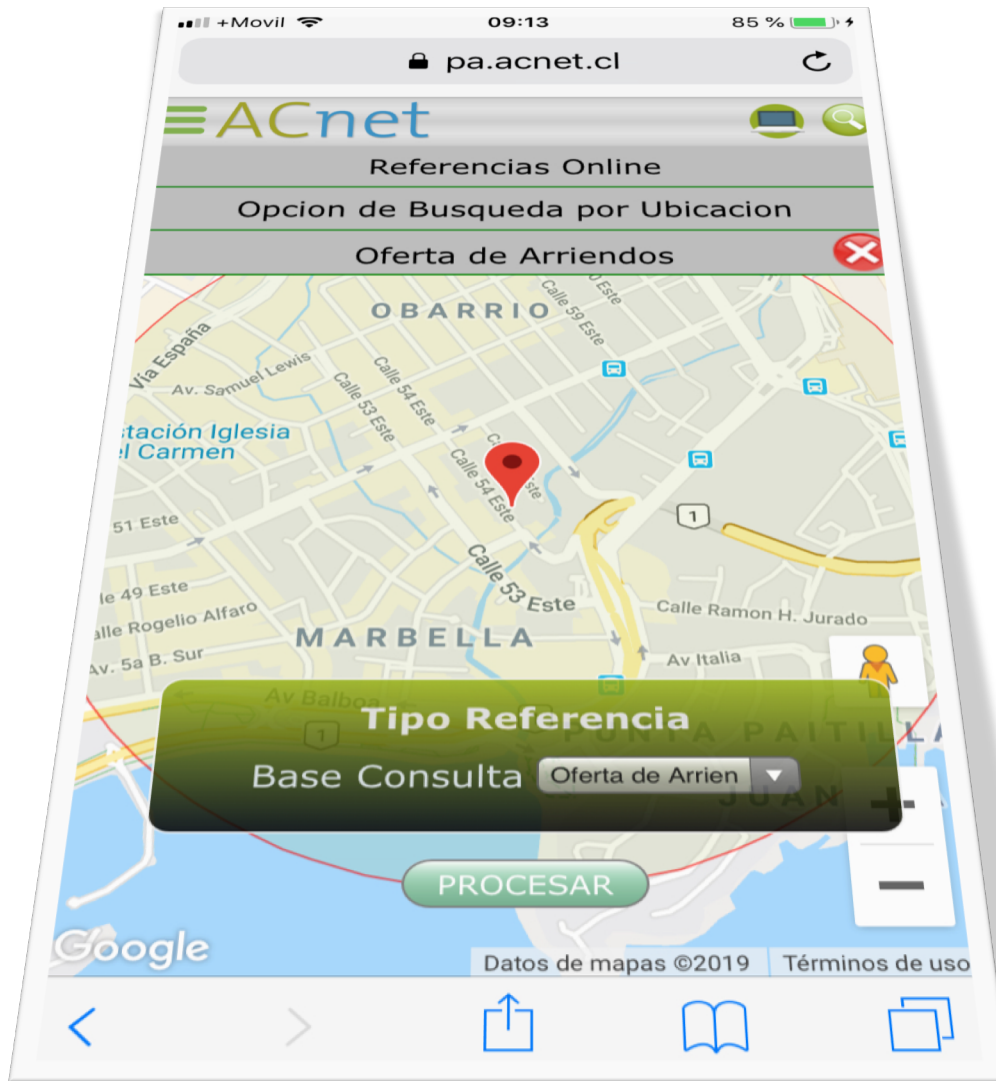 +Movil 09:13 85 %
pa.acnet.cl
ACnet
Referencias Online
Opcion de Busqueda por Ubicacion
Oferta de Arriendos
OBARRIO
Calle 59 Este
Este
Vía España
Av. Samuel Lewis
Calle 53 Este
Calle 54 Este
tación Iglesia
el Carmen
Calle 54 Este
51 Este
1
Calle 53 Este
le 49 Este
alle Rogelio Alfaro
Calle Ramon H. Jurado
MARBELLA
Av. 5a B. Sur
Av Italia
Av Balboa
1
PUNTA PAITILLA
Tipo Referencia
Base Consulta Oferta de Arrien
JUAN
PROCESAR
Google
Datos de mapas ©2019 Términos de uso